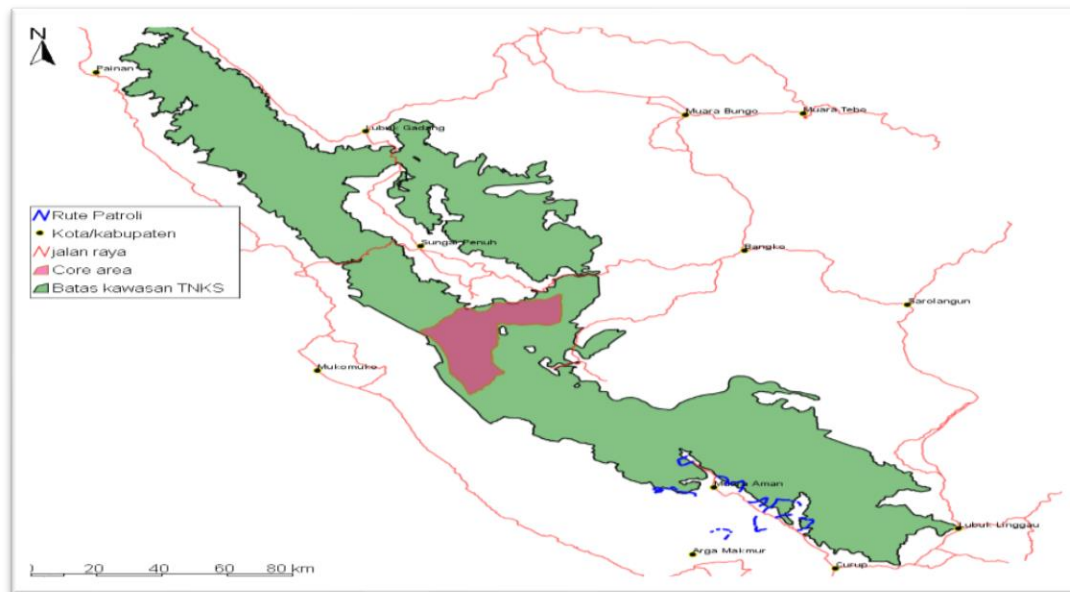 N
Painan
Lubuk Gadang
Muara Bungo
Muara Tebo
Rute Patroli
Kota/kabupaten
jalan raya
Core area
Batas kawasan TNKS
Sungai Penuh
Bangko
Sarolangun
Mukomuko
Muara Aman
Lubuk Linggau
Arga Makmur
Curup
0 20 40 60 80 km